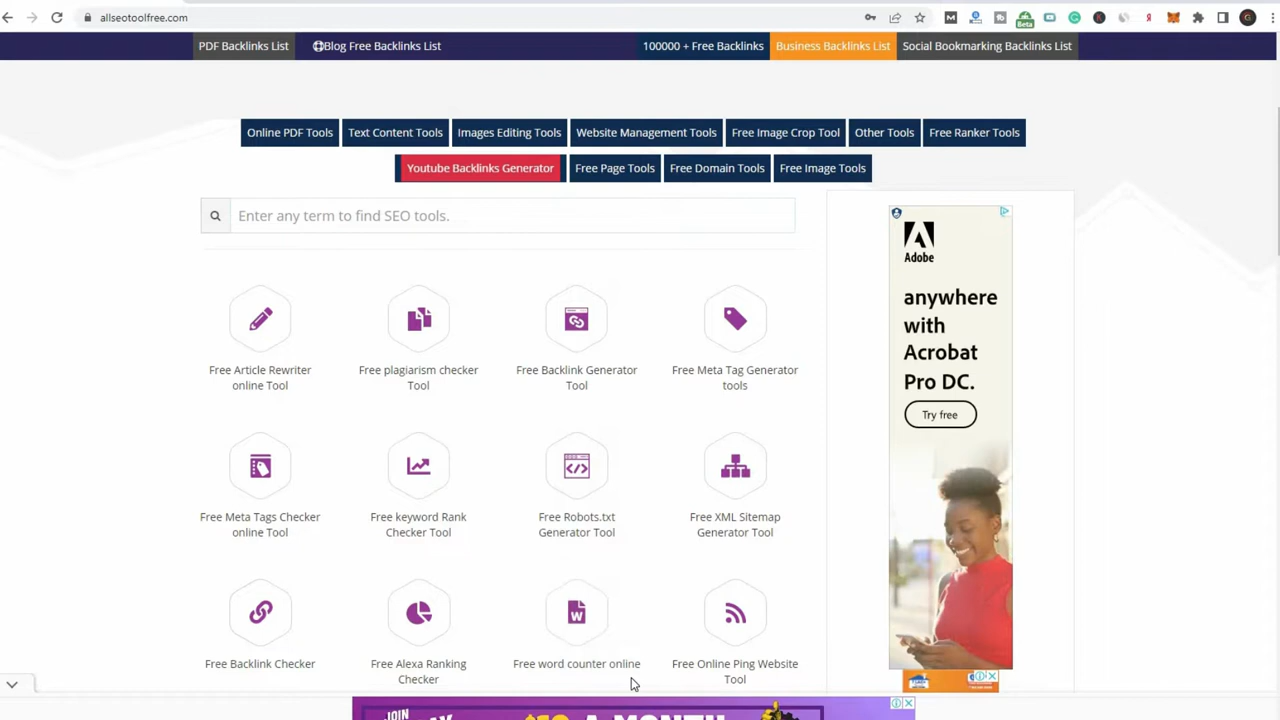 allseotoolfree.com
Beta
PDF Backlinks List
Blog Free Backlinks List
100000 + Free Backlinks
Business Backlinks List
Social Bookmarking Backlinks List
Online PDF Tools
Text Content Tools
Images Editing Tools
Website Management Tools
Free Image Crop Tool
Other Tools
Free Ranker Tools
Youtube Backlinks Generator
Free Page Tools
Free Domain Tools
Free Image Tools
Enter any term to find SEO tools.
Free Article Rewriter
online Tool
Free plagiarism checker
Tool
Free Backlink Generator
Tool
Free Meta Tag Generator
tools
Free Meta Tags Checker
online Tool
Free keyword Rank
Checker Tool
Free Robots.txt
Generator Tool
Free XML Sitemap
Generator Tool
Free Backlink Checker
Free Alexa Ranking
Checker
Free word counter online
Free Online Ping Website
Tool
Adobe
anywhere
with
Acrobat
Pro DC.
Try free
JOIN
A MONTH